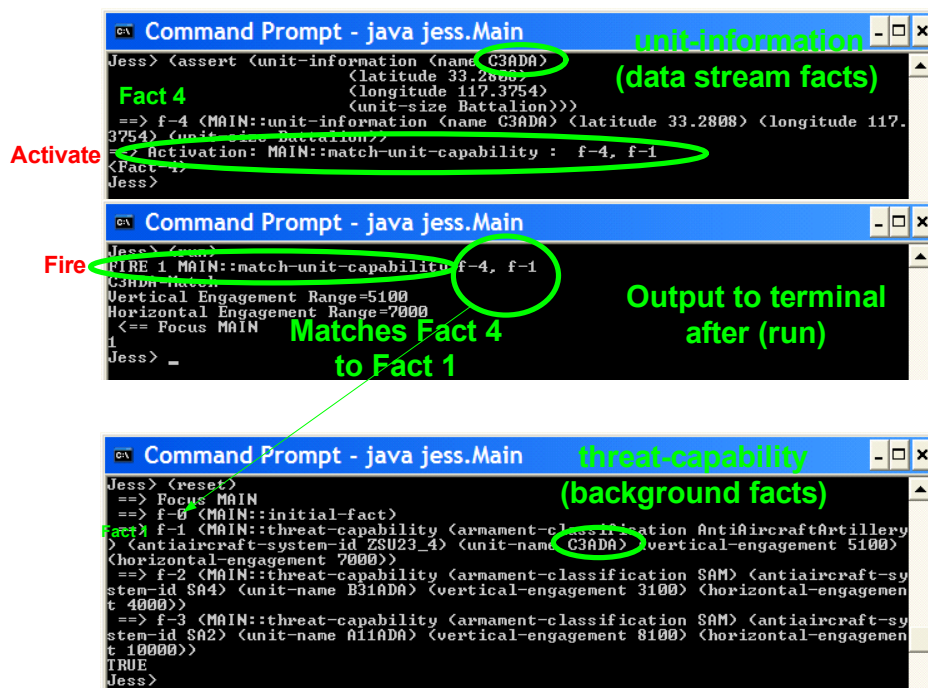 Command Prompt - java jess.Main
unit-information
(data stream facts)
Jess> (assert (unit-information (name C3ADA)
(latitude 33.2808)
(longitude 117.3754)
(unit-size Battalion)))
Fact 4
==> f-4 (MAIN::unit-information (name C3ADA) (latitude 33.2808) (longitude 117.
3754) (unit-size Battalion))
Activate
==> Activation: MAIN::match-unit-capability :  f-4, f-1
<Fact-4>
Jess>
Command Prompt - java jess.Main
Jess> (run)
Fire
FIRE 1 MAIN::match-unit-capability f-4, f-1
C3ADA-Match
Vertical Engagement Range=5100
Horizontal Engagement Range=7000
<== Focus MAIN
1
Jess> _
Matches Fact 4
to Fact 1
Output to terminal
after (run)
Command Prompt - java jess.Main
threat-capability
(background facts)
Jess> (reset)
==> Focus MAIN
==> f-0 (MAIN::initial-fact)
Fact 1
==> f-1 (MAIN::threat-capability (armament-classification AntiAircraftArtillery
) (antiaircraft-system-id ZSU23_4) (unit-name C3ADA) (vertical-engagement 5100)
(horizontal-engagement 7000))
==> f-2 (MAIN::threat-capability (armament-classification SAM) (antiaircraft-sy
stem-id SA4) (unit-name B31ADA) (vertical-engagement 3100) (horizontal-engagemen
t 4000))
==> f-3 (MAIN::threat-capability (armament-classification SAM) (antiaircraft-sy
stem-id SA2) (unit-name A11ADA) (vertical-engagement 8100) (horizontal-engagemen
t 10000))
TRUE
Jess>